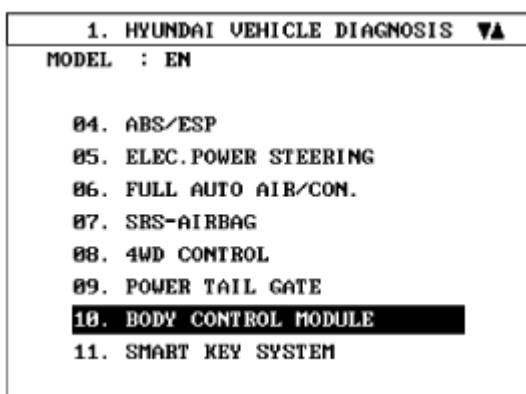 1. HYUNDAI VEHICLE DIAGNOSIS ▼▲
MODEL : EN
04. ABS/ESP
05. ELEC.POWER STEERING
06. FULL AUTO AIR/CON.
07. SRS-AIRBAG
08. 4WD CONTROL
09. POWER TAIL GATE
10. BODY CONTROL MODULE
11. SMART KEY SYSTEM